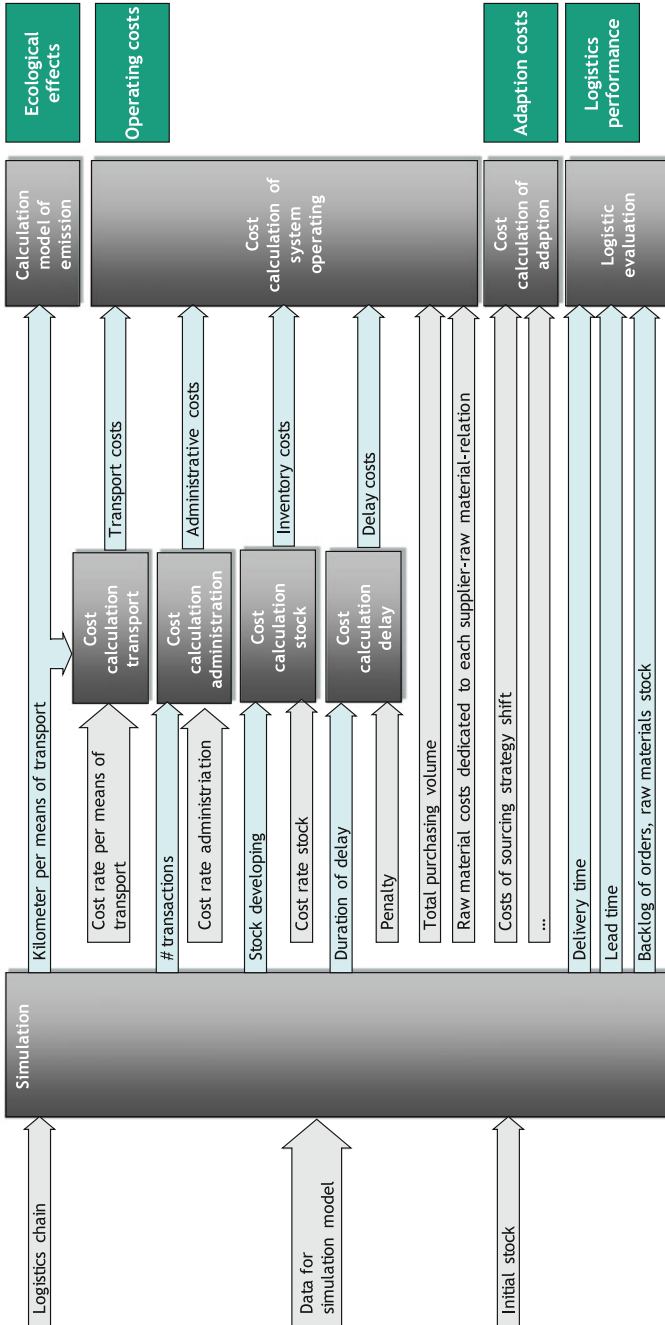 Logistics chain
Data for
simulation model
Initial stock
Simulation
Kilometer per means of transport
Cost rate per means of
transport
# transactions
Cost rate administriation
Stock developing
Cost rate stock
Duration of delay
Penalty
Total purchasing volume
Raw material costs dedicated to each supplier-raw material-relation
Costs of sourcing strategy shift
...
Delivery time
Lead time
Backlog of orders, raw materials stock
Cost
calculation
transport
Cost
calculation
administration
Cost
calculation
stock
Cost
calculation
delay
Transport costs
Administrative costs
Inventory costs
Delay costs
Calculation
model of
emission
Cost
calculation of
system
operating
Cost
calculation of
adaption
Logistic
evaluation
Ecological
effects
Operating costs
Adaption costs
Logistics
performance